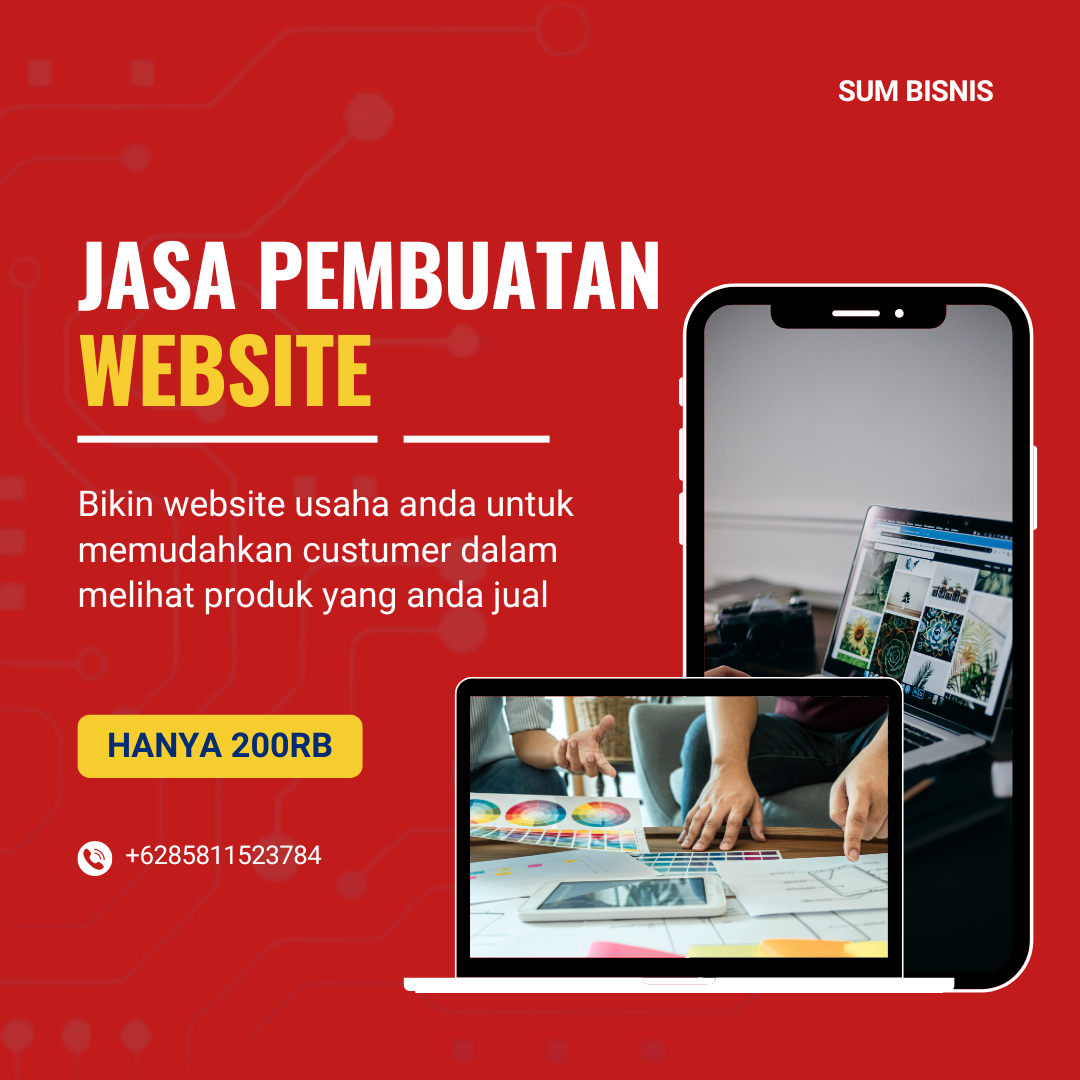 SUM BISNIS
JASA PEMBUATAN
WEBSITE
Bikin website usaha anda untuk
memudahkan custumer dalam
melihat produk yang anda jual
HANYA 200RB
+6285811523784